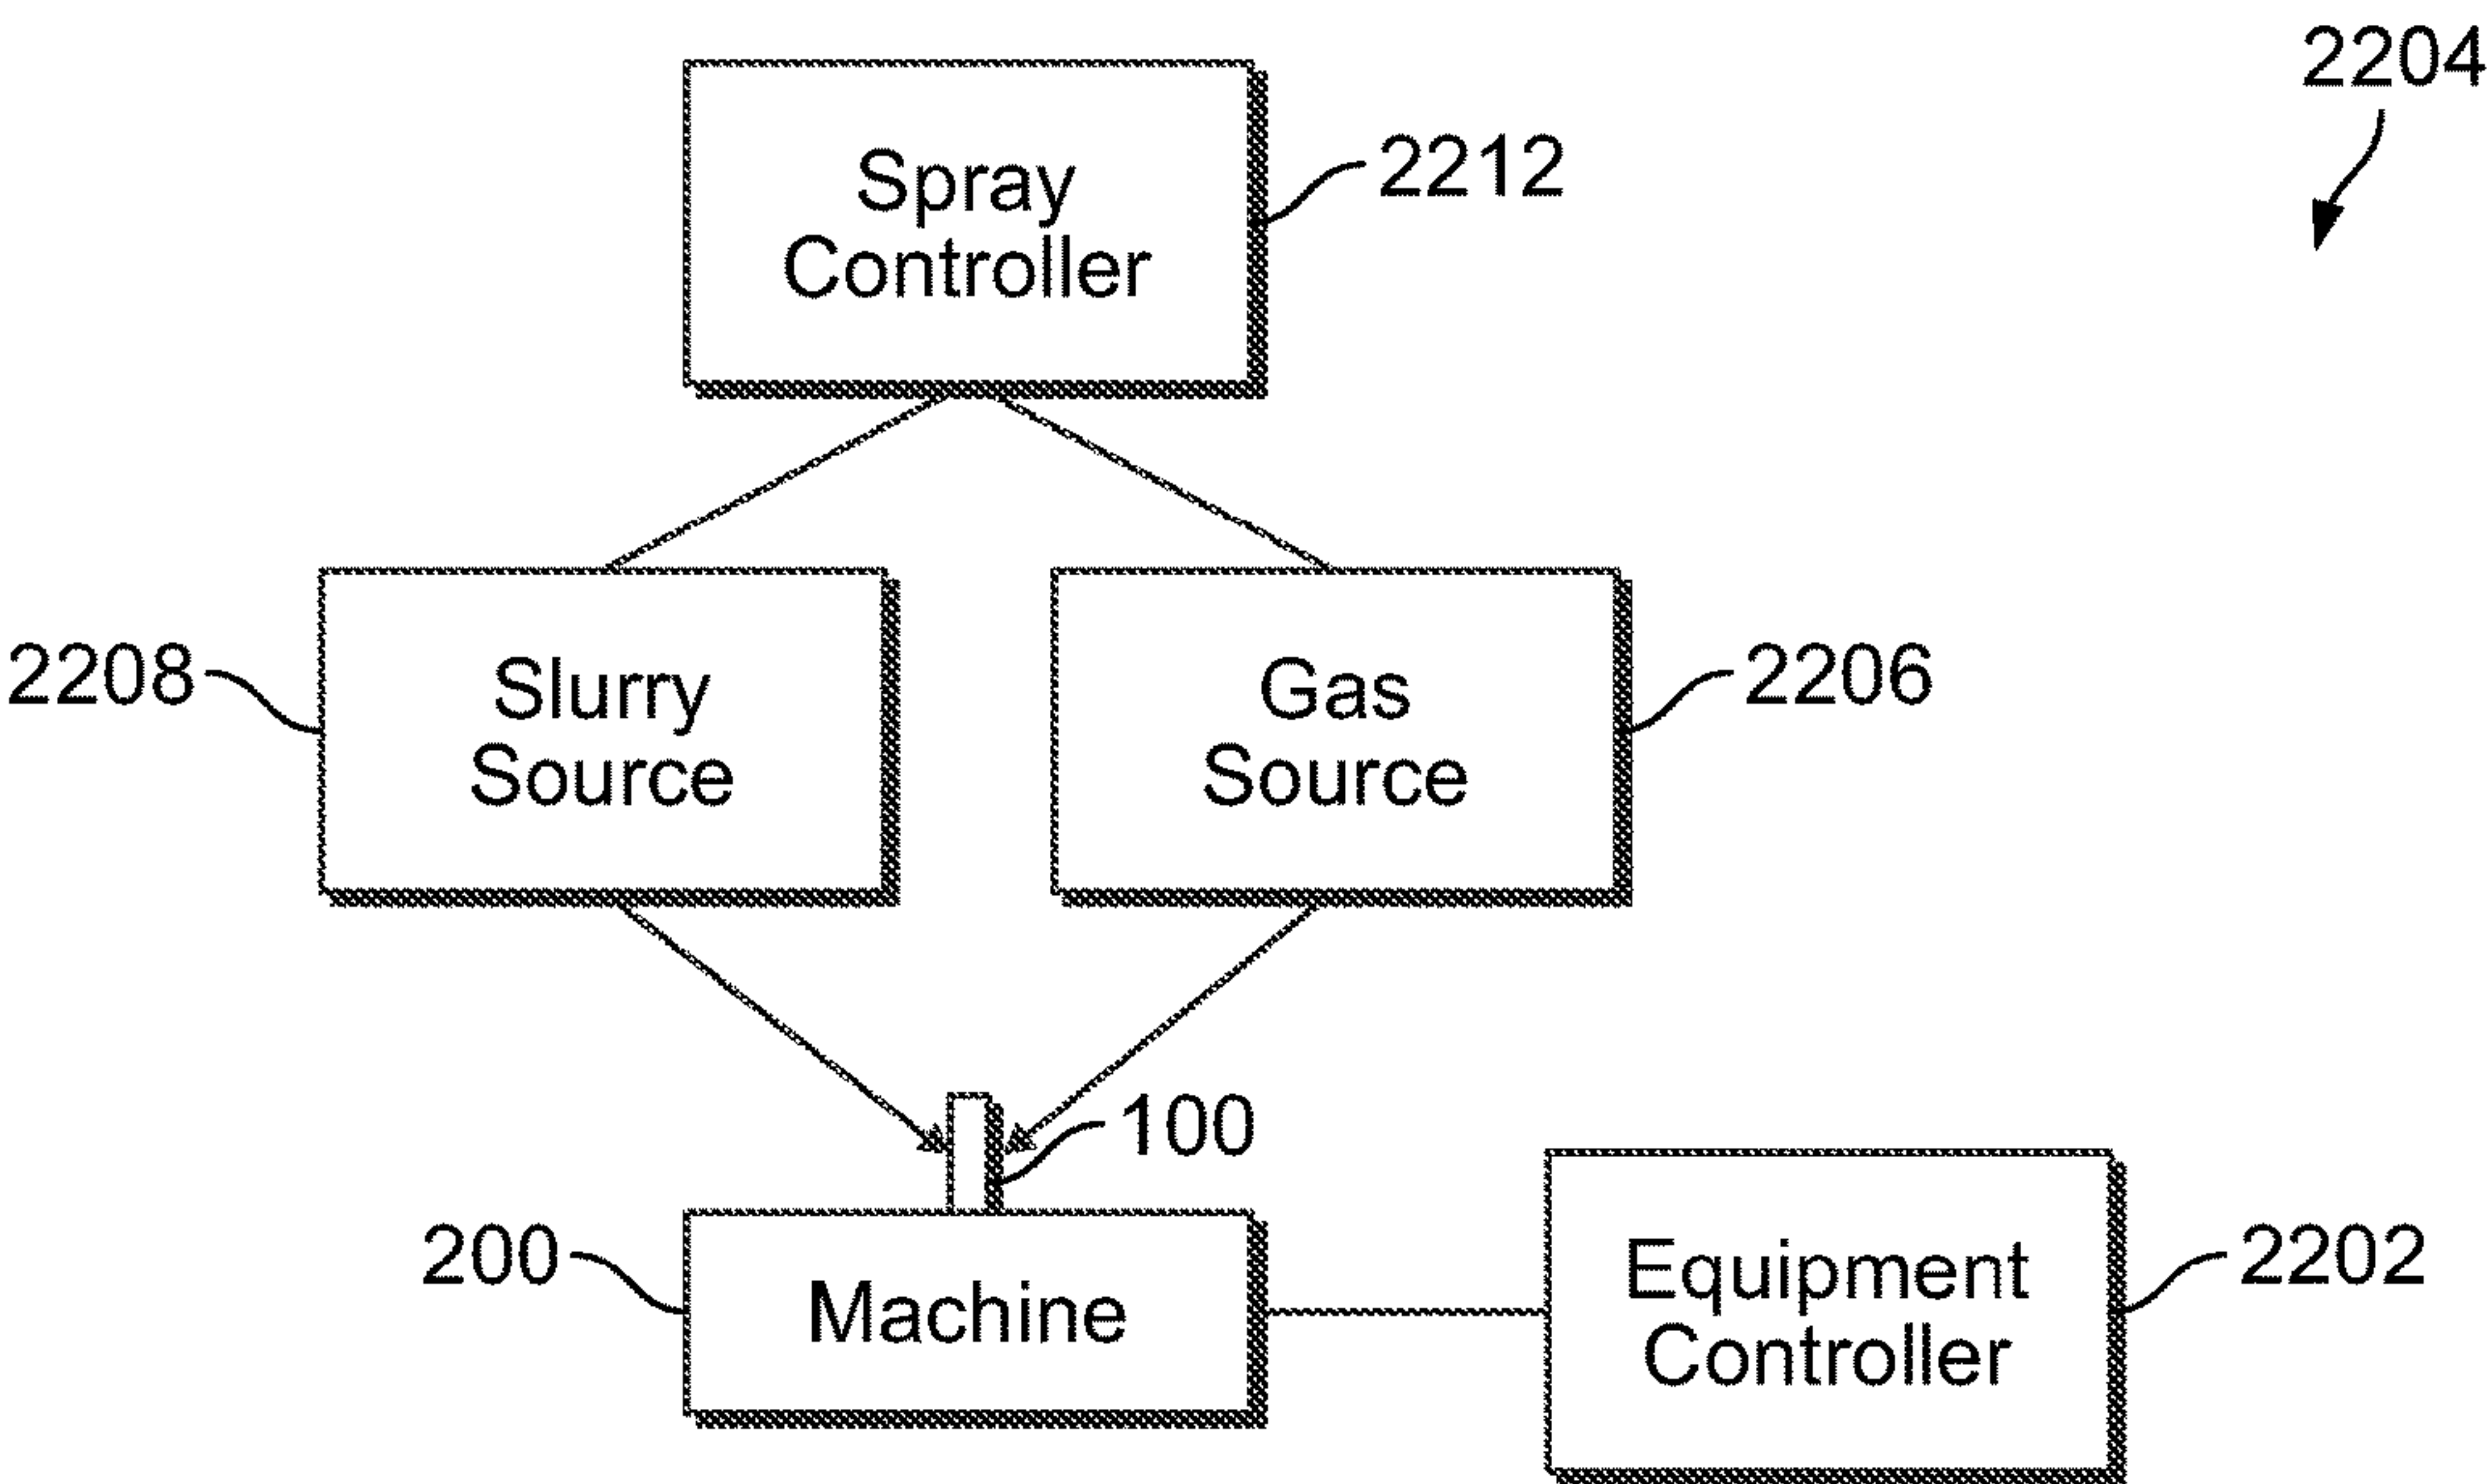 2204
Spray
Controller
2212
2208
Slurry
Source
Gas
Source
2206
100
200
Machine
Equipment
Controller
2202